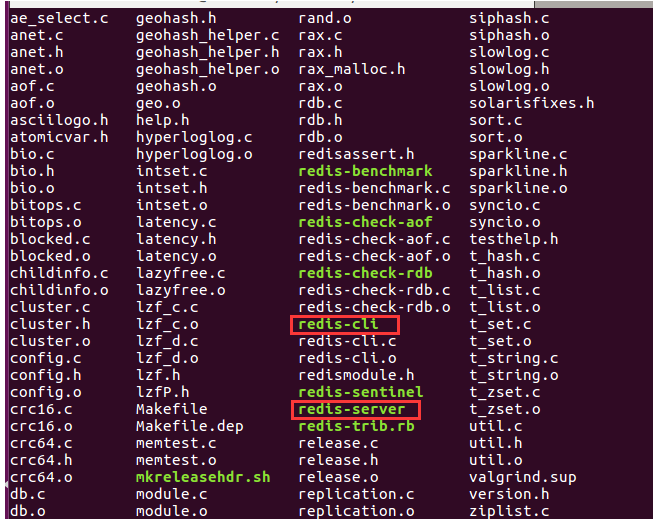 ae_select.c geohash.h rand.o siphash.c
anet.c geohash_helper.c rax.c siphash.o
anet.h geohash_helper.h rax.h slowlog.c
anet.o geohash_helper.o rax_malloc.h slowlog.h
aof.c geohash.o rax.o slowlog.o
aof.o geo.o rdb.c solarisfixes.h
asciilogo.h help.h rdb.h sort.c
atomicvar.h hyperloglog.c rdb.o sort.o
bio.c hyperloglog.o redisassert.h sparkline.c
bio.h intset.c redis-benchmark sparkline.h
bio.o intset.h redis-benchmark.c sparkline.o
bitops.c intset.o redis-benchmark.o syncio.c
bitops.o latency.c redis-check-aof syncio.o
blocked.c latency.h redis-check-aof.c testhelp.h
blocked.o latency.o redis-check-aof.o t_hash.c
childinfo.c lazyfree.c redis-check-rdb t_hash.o
childinfo.o lazyfree.o redis-check-rdb.c t_list.c
cluster.c lzf_c.c redis-check-rdb.o t_list.o
cluster.h lzf_c.o redis-cli t_set.c
cluster.o lzf_d.c redis-cli.c t_set.o
config.c lzf_d.o redis-cli.o t_string.c
config.h lzf.h redismodule.h t_string.o
config.o lzfP.h redis-sentinel t_zset.c
crc16.c Makefile redis-server t_zset.o
crc16.o Makefile.dep redis-trib.rb util.c
crc64.c memtest.c release.c util.h
crc64.h memtest.o release.h util.o
crc64.o mkreleasehdr.sh release.o valgrind.sup
db.c module.c replication.c version.h
db.o module.o replication.o ziplist.c